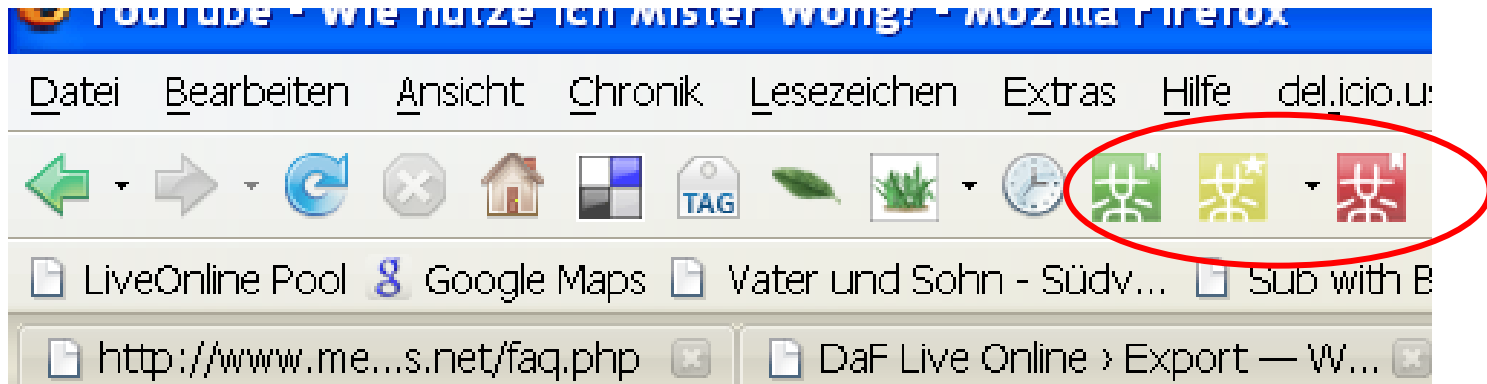 YouTube - Wie nutze ich Mister Wong? - Mozilla Firefox
Datei Bearbeiten Ansicht Chronik Lesezeichen Extras Hilfe del.icio.us
TAG
LiveOnline Pool Google Maps Vater und Sohn - Südv... Sub with B
http://www.me...s.net/faq.php DaF Live Online › Export — W...